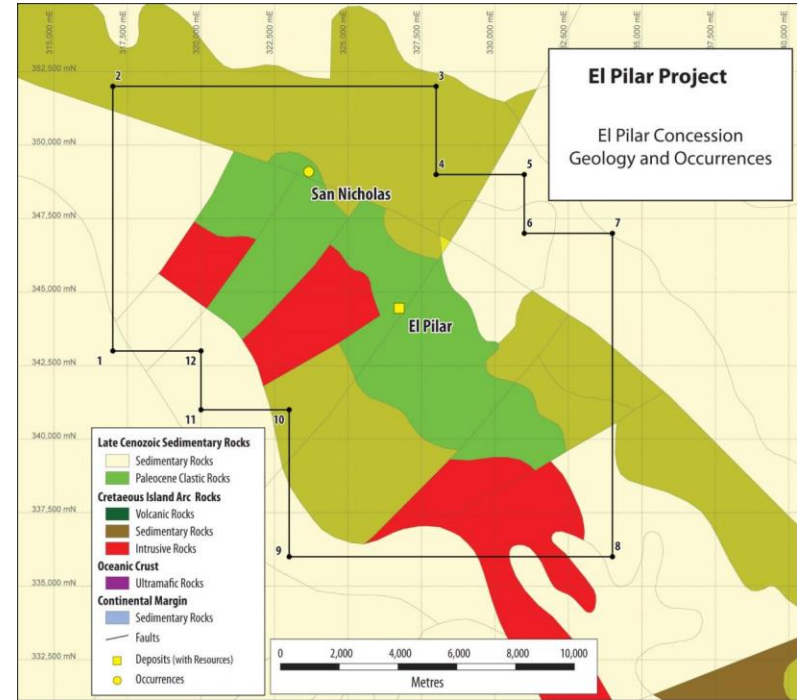 315,000 mE
317,500 mE
320,000 mE
322,500 mE
325,000 mE
327,500 mE
330,000 mE
332,500 mE
335,000 mE
337,500 mE
340,000 mE
352,500 mN
350,000 mN
347,500 mN
345,000 mN
342,500 mN
340,000 mN
337,500 mN
335,000 mN
332,500 mN
El Pilar Project
El Pilar Concession
Geology and Occurrences
2
3
4
5
6
7
San Nicholas
El Pilar
1
12
11
10
9
8
Late Cenozoic Sedimentary Rocks
Sedimentary Rocks
Paleocene Clastic Rocks
Cretaeous Island Arc Rocks
Volcanic Rocks
Sedimentary Rocks
Intrusive Rocks
Oceanic Crust
Ultramafic Rocks
Continental Margin
Sedimentary Rocks
Faults
Deposits (with Resources)
Occurrences
0 2,000 4,000 6,000 8,000 10,000
Metres